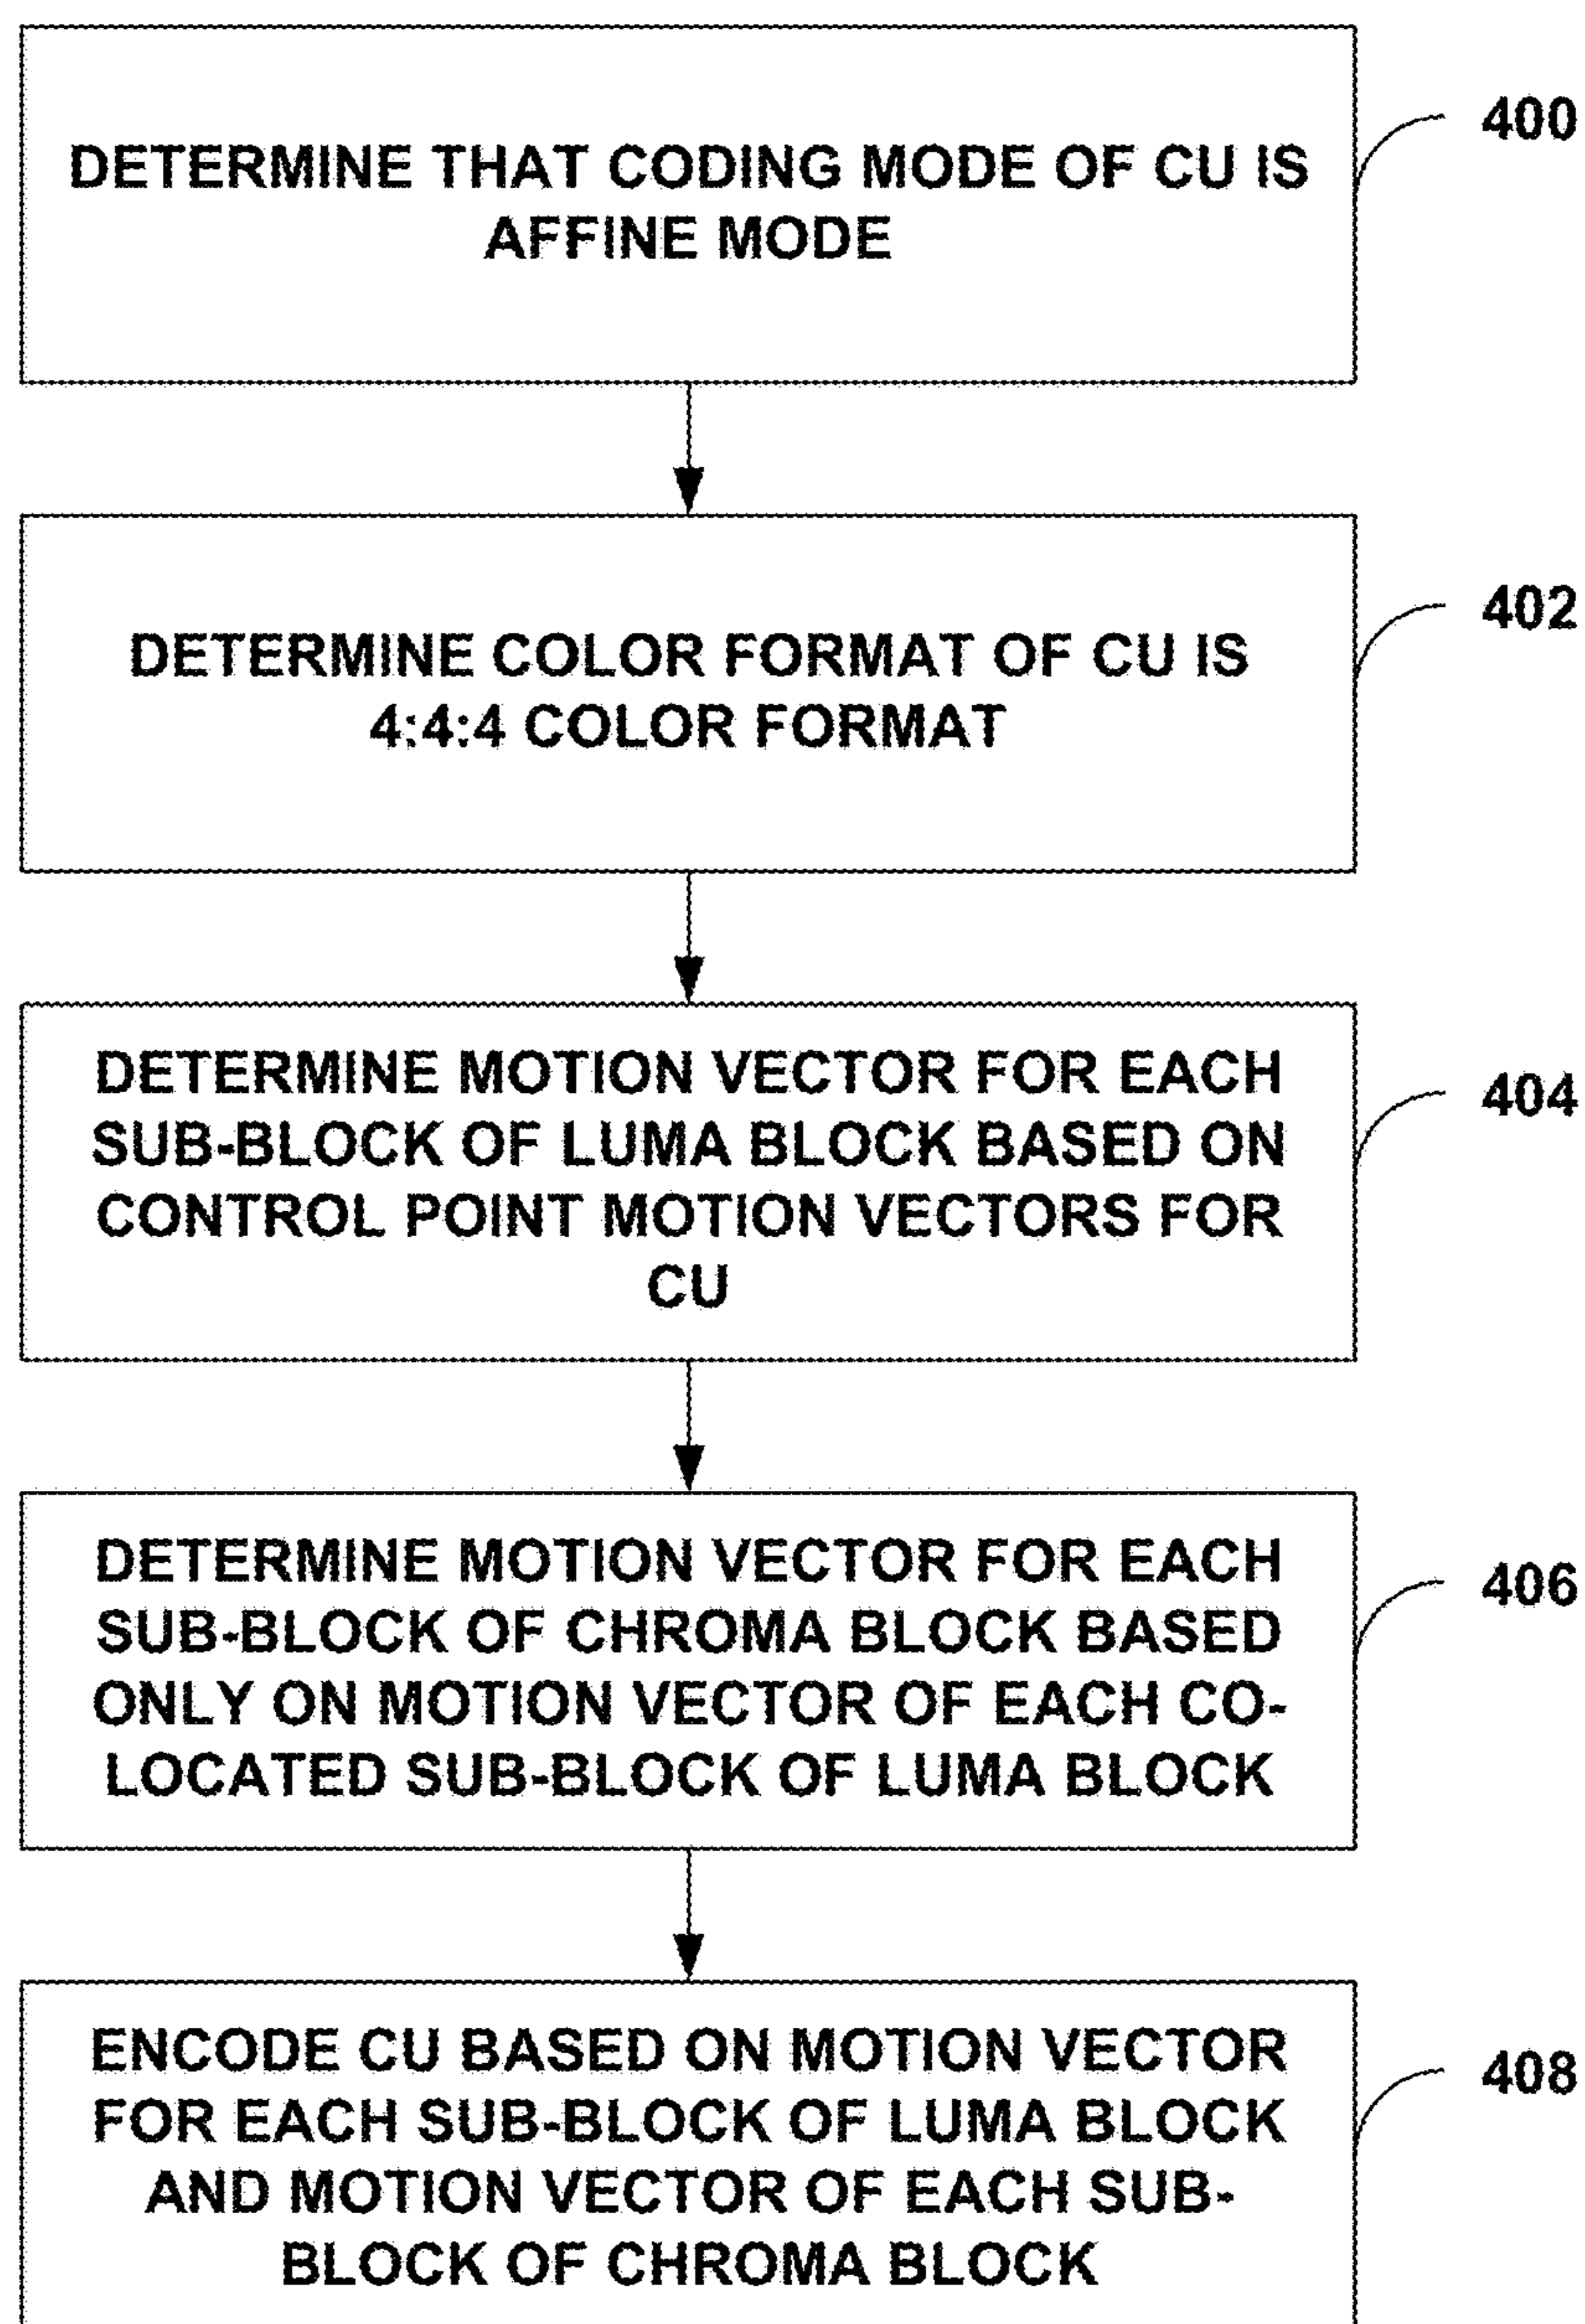 DETERMINE THAT CODING MODE OF CU IS
AFFINE MODE
400
DETERMINE COLOR FORMAT OF CU IS
4:4:4 COLOR FORMAT
402
DETERMINE MOTION VECTOR FOR EACH
SUB-BLOCK OF LUMA BLOCK BASED ON
CONTROL POINT MOTION VECTORS FOR
CU
404
DETERMINE MOTION VECTOR FOR EACH
SUB-BLOCK OF CHROMA BLOCK BASED
ONLY ON MOTION VECTOR OF EACH CO-
LOCATED SUB-BLOCK OF LUMA BLOCK
406
ENCODE CU BASED ON MOTION VECTOR
FOR EACH SUB-BLOCK OF LUMA BLOCK
AND MOTION VECTOR OF EACH SUB-
BLOCK OF CHROMA BLOCK
408